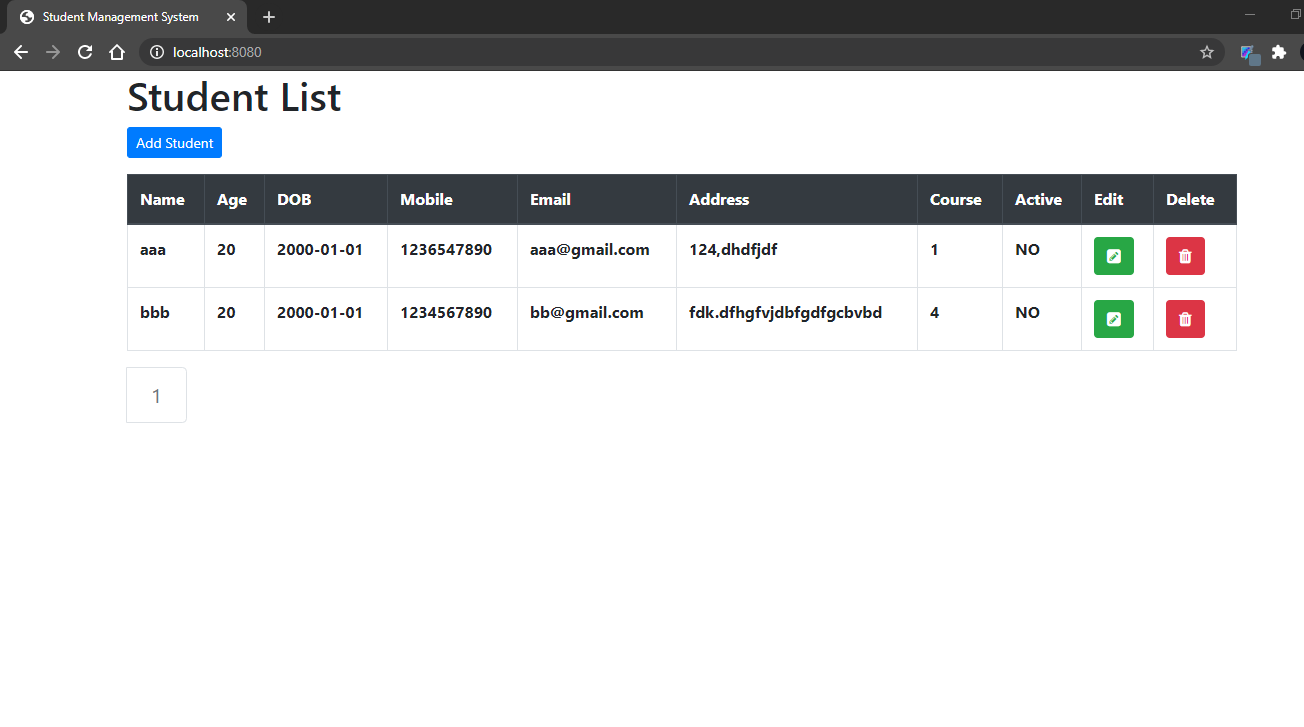 Student Management System
localhost:8080
Student List
Add Student
Name Age DOB Mobile Email Address Course Active Edit Delete
aaa 20 2000-01-01 1236547890 aaa@gmail.com 124,dhdfjdf 1 NO
bbb 20 2000-01-01 1234567890 bb@gmail.com fdk.dfhgfvjdbfgdfgcbvbd 4 NO
1